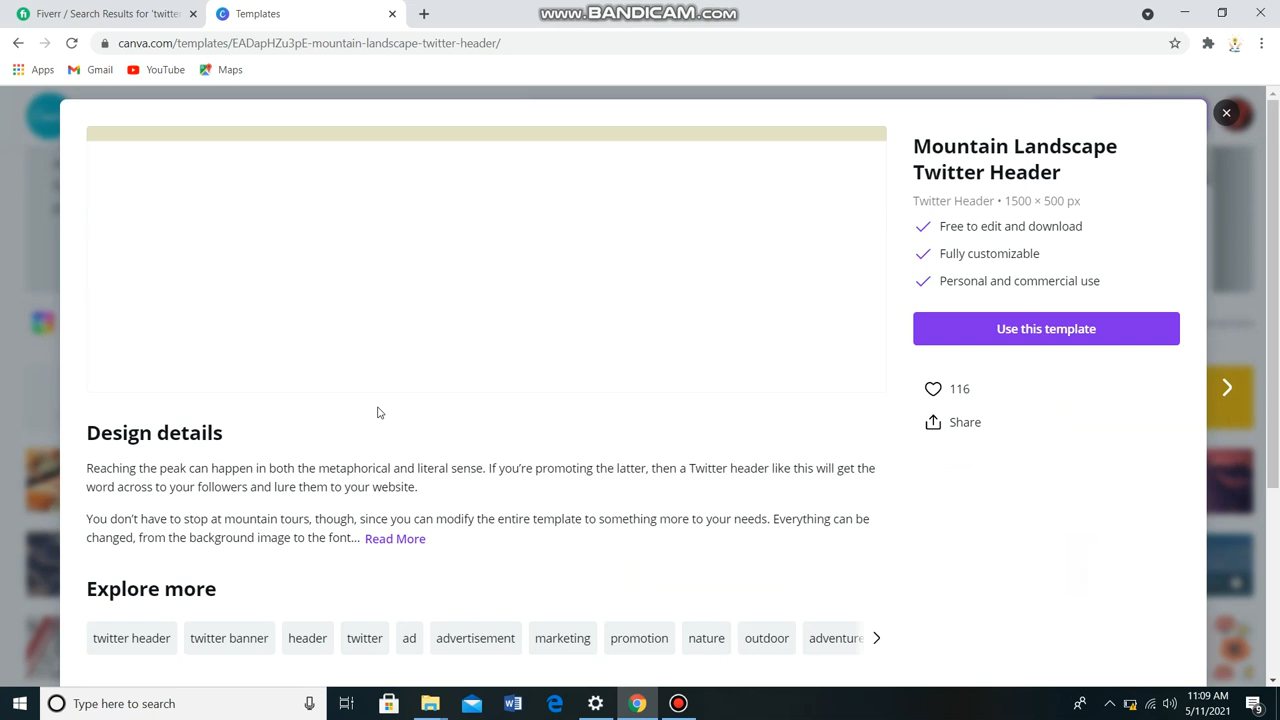 Fiverr / Search Results for 'twitter
Templates
www.BANDICAM.com
canva.com/templates/EADapHZu3pE-mountain-landscape-twitter-header/
Apps
Gmail
YouTube
Maps
Mountain Landscape
Twitter Header
Twitter Header • 1500 × 500 px
Free to edit and download
Fully customizable
Personal and commercial use
Use this template
116
Share
Design details
Reaching the peak can happen in both the metaphorical and literal sense. If you’re promoting the latter, then a Twitter header like this will get the
word across to your followers and lure them to your website.
You don’t have to stop at mountain tours, though, since you can modify the entire template to something more to your needs. Everything can be
changed, from the background image to the font... Read More
Explore more
twitter header
twitter banner
header
twitter
ad
advertisement
marketing
promotion
nature
outdoor
adventure
Type here to search
11:09 AM
5/11/2021
9